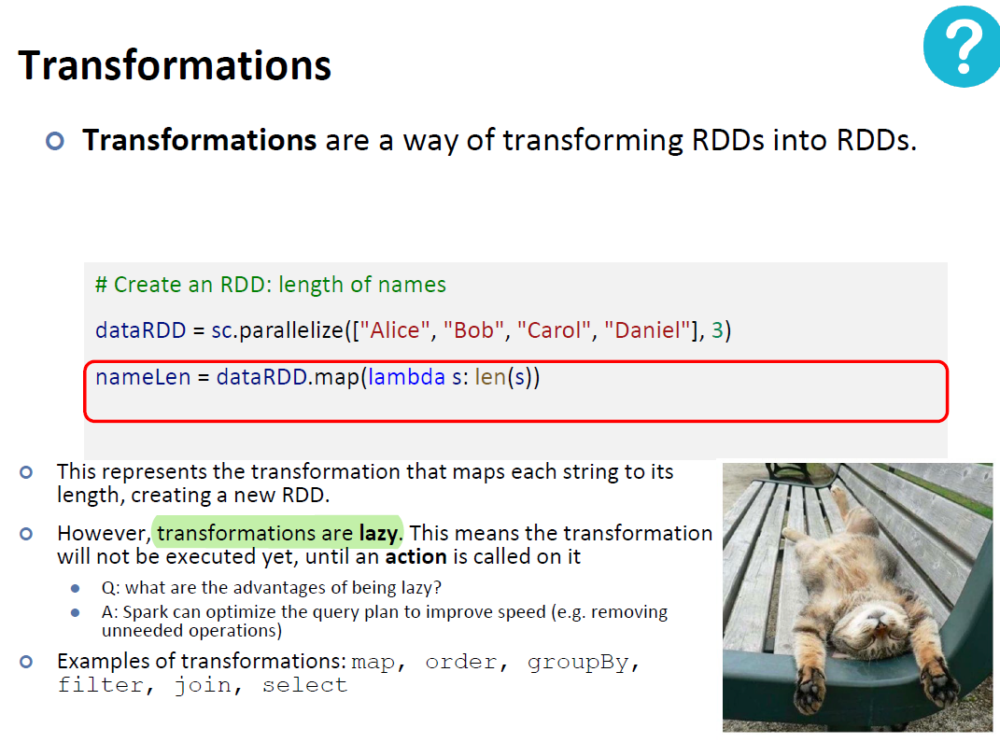 ?
Transformations
Transformations are a way of transforming RDDs into RDDs.
# Create an RDD: length of names
dataRDD = sc.parallelize(["Alice", "Bob", "Carol", "Daniel"], 3)
nameLen = dataRDD.map(lambda s: len(s))
This represents the transformation that maps each string to its
length, creating a new RDD.
However, transformations are lazy. This means the transformation
will not be executed yet, until an action is called on it
Q: what are the advantages of being lazy?
A: Spark can optimize the query plan to improve speed (e.g. removing
unneeded operations)
Examples of transformations: map, order, groupBy,
filter, join, select